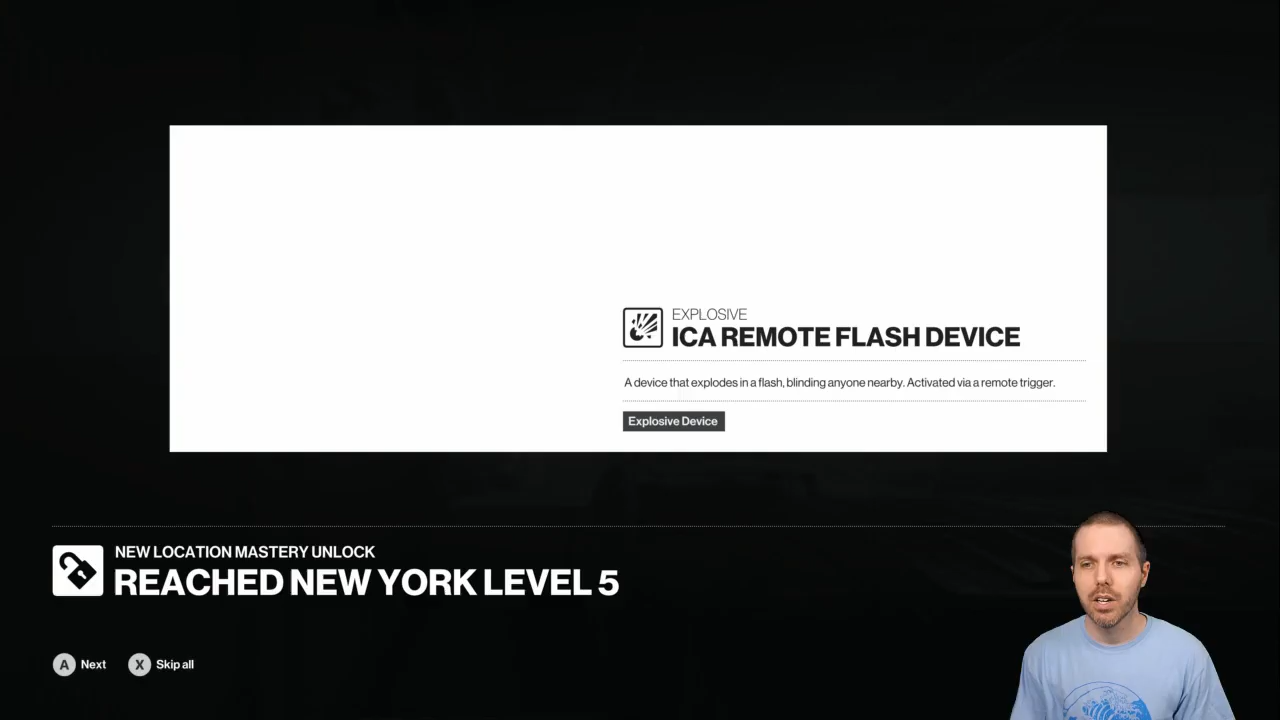 EXPLOSIVE
ICA REMOTE FLASH DEVICE
A device that explodes in a flash, blinding anyone nearby. Activated via a remote trigger.
Explosive Device
NEW LOCATION MASTERY UNLOCK
REACHED NEW YORK LEVEL 5
A Next X Skip all